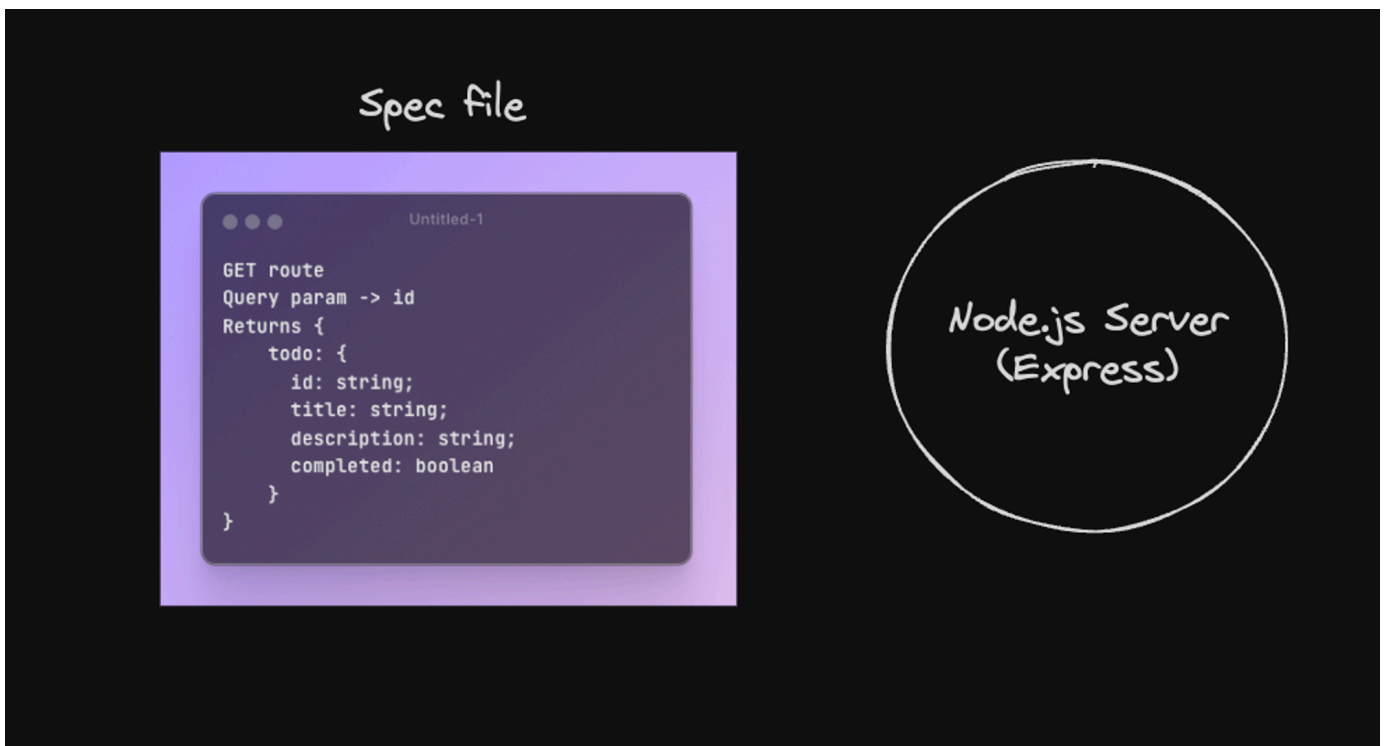 Spec file
Untitled-1
GET route
Query param -> id
Returns {
    todo: {
      id: string;
      title: string;
      description: string;
      completed: boolean
    }
}
Node.js Server
(Express)